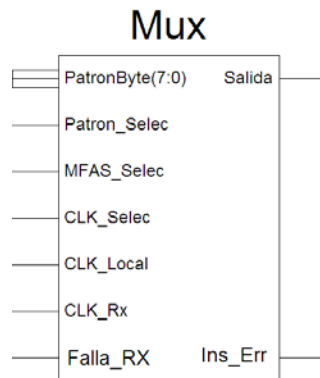 Mux
PatronByte(7:0) Salida
Patron_Selec
MFAS_Selec
CLK_Selec
CLK_Local
CLK_Rx
Falla_RX Ins_Err